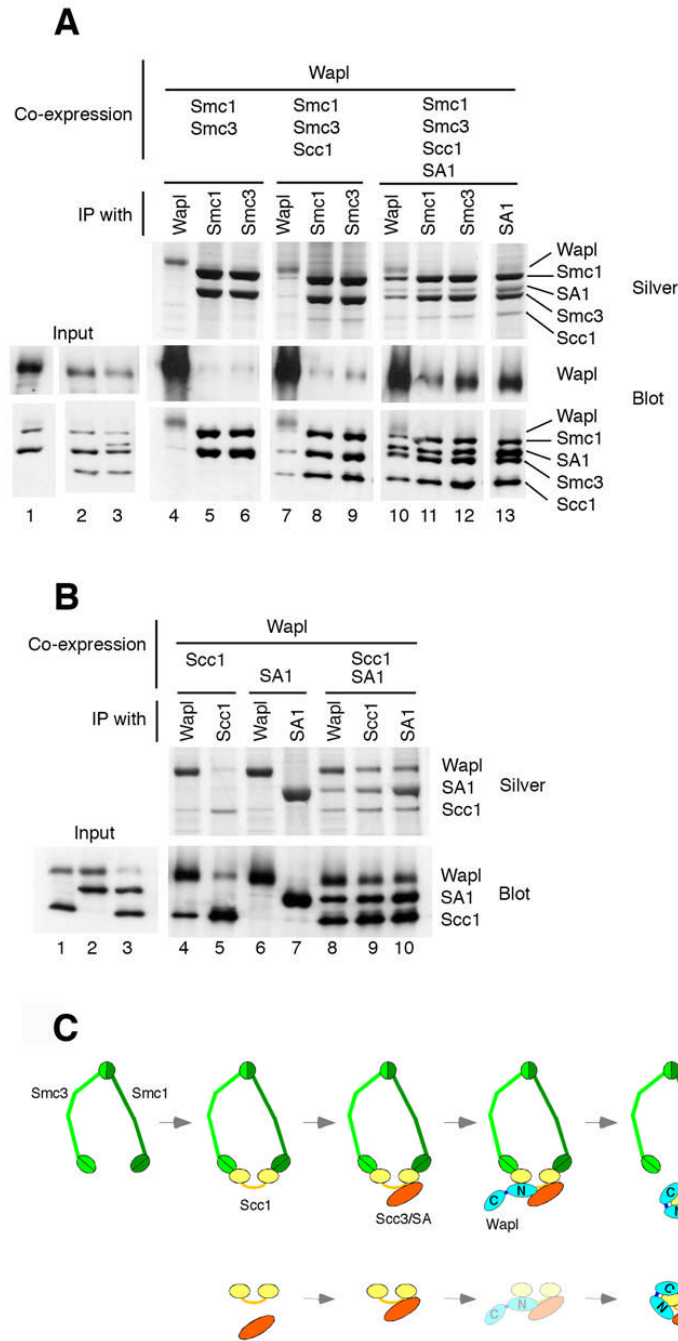 A
Wapl
Co-expression
Smc1 Smc1 Smc1
Smc3 Smc3 Smc3
Scc1 Scc1
SA1
IP with
Wapl Smc1 Smc3 Wapl Smc1 Smc3 Wapl Smc1 Smc3 SA1
Wapl
Smc1
SA1
Smc3
Scc1
Silver
Input
Wapl
Blot
Wapl
Smc1
SA1
Smc3
Scc1
1 2 3 4 5 6 7 8 9 10 11 12 13
B
Wapl
Co-expression
Scc1 SA1 Scc1
SA1
IP with
Wapl Scc1 Wapl SA1 Wapl Scc1 SA1
Wapl
SA1
Scc1
Silver
Input
Wapl
SA1
Scc1
Blot
1 2 3 4 5 6 7 8 9 10
C
Smc3 Smc1
Scc1
Scc3/SA
C N
Wapl
C
N
C N
C
N